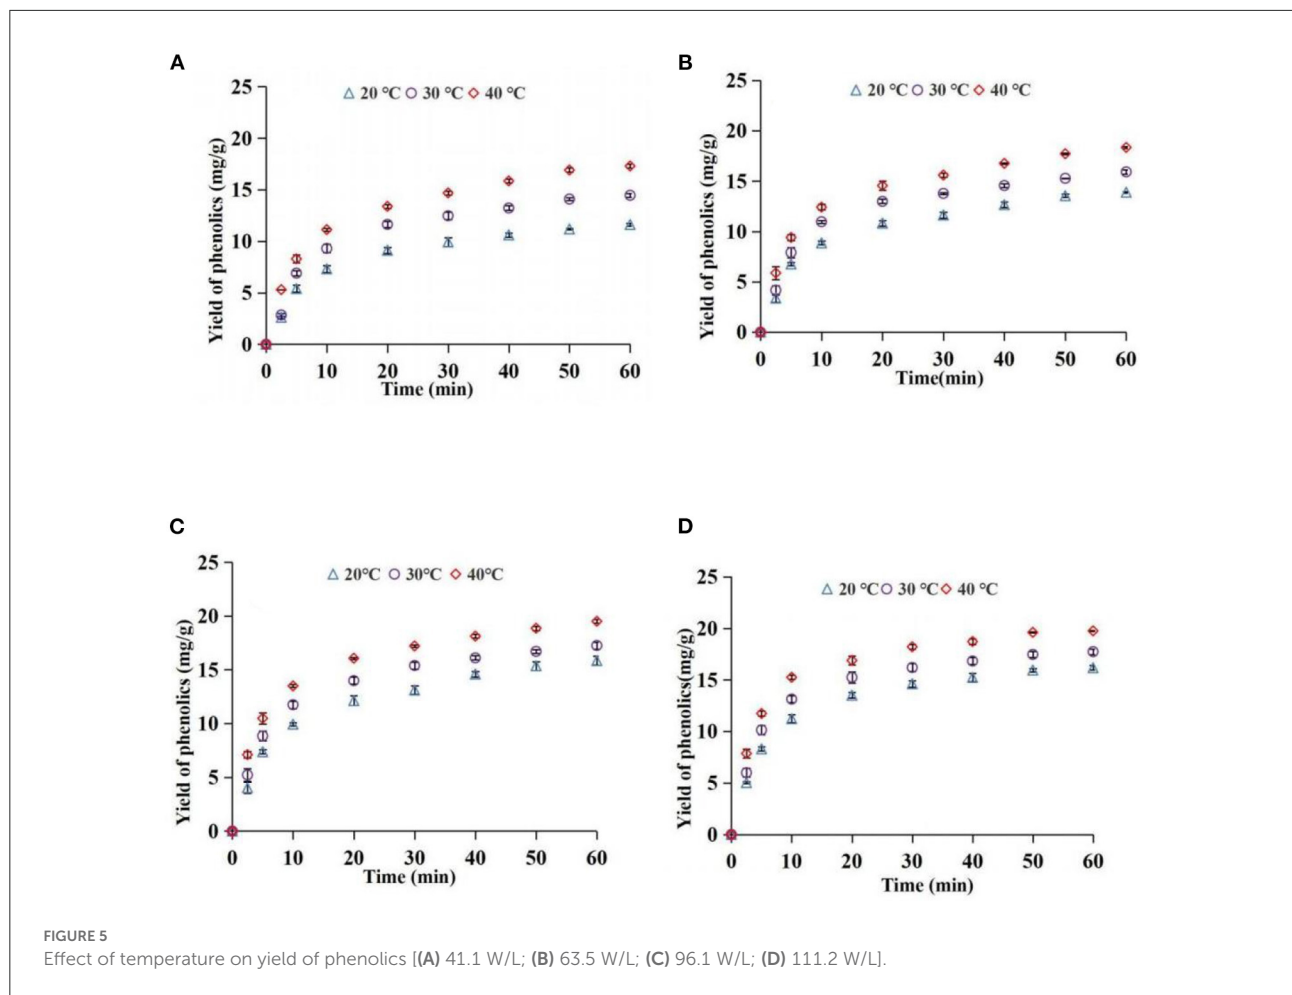 A
20 °C 30 °C 40 °C
25
20
15
10
5
0
Yield of phenolics (mg/g)
0 10 20 30 40 50 60
Time (min)
B
20 °C 30 °C 40 °C
25
20
15
10
5
0
Yield of phenolics (mg/g)
0 10 20 30 40 50 60
Time(min)
C
20°C 30°C 40°C
25
20
15
10
5
0
Yield of phenolics (mg/g)
0 10 20 30 40 50 60
Time (min)
D
20 °C 30 °C 40 °C
25
20
15
10
5
0
Yield of phenolics(mg/g)
0 10 20 30 40 50 60
Time (min)
FIGURE 5
Effect of temperature on yield of phenolics [(A) 41.1 W/L; (B) 63.5 W/L; (C) 96.1 W/L; (D) 111.2 W/L].